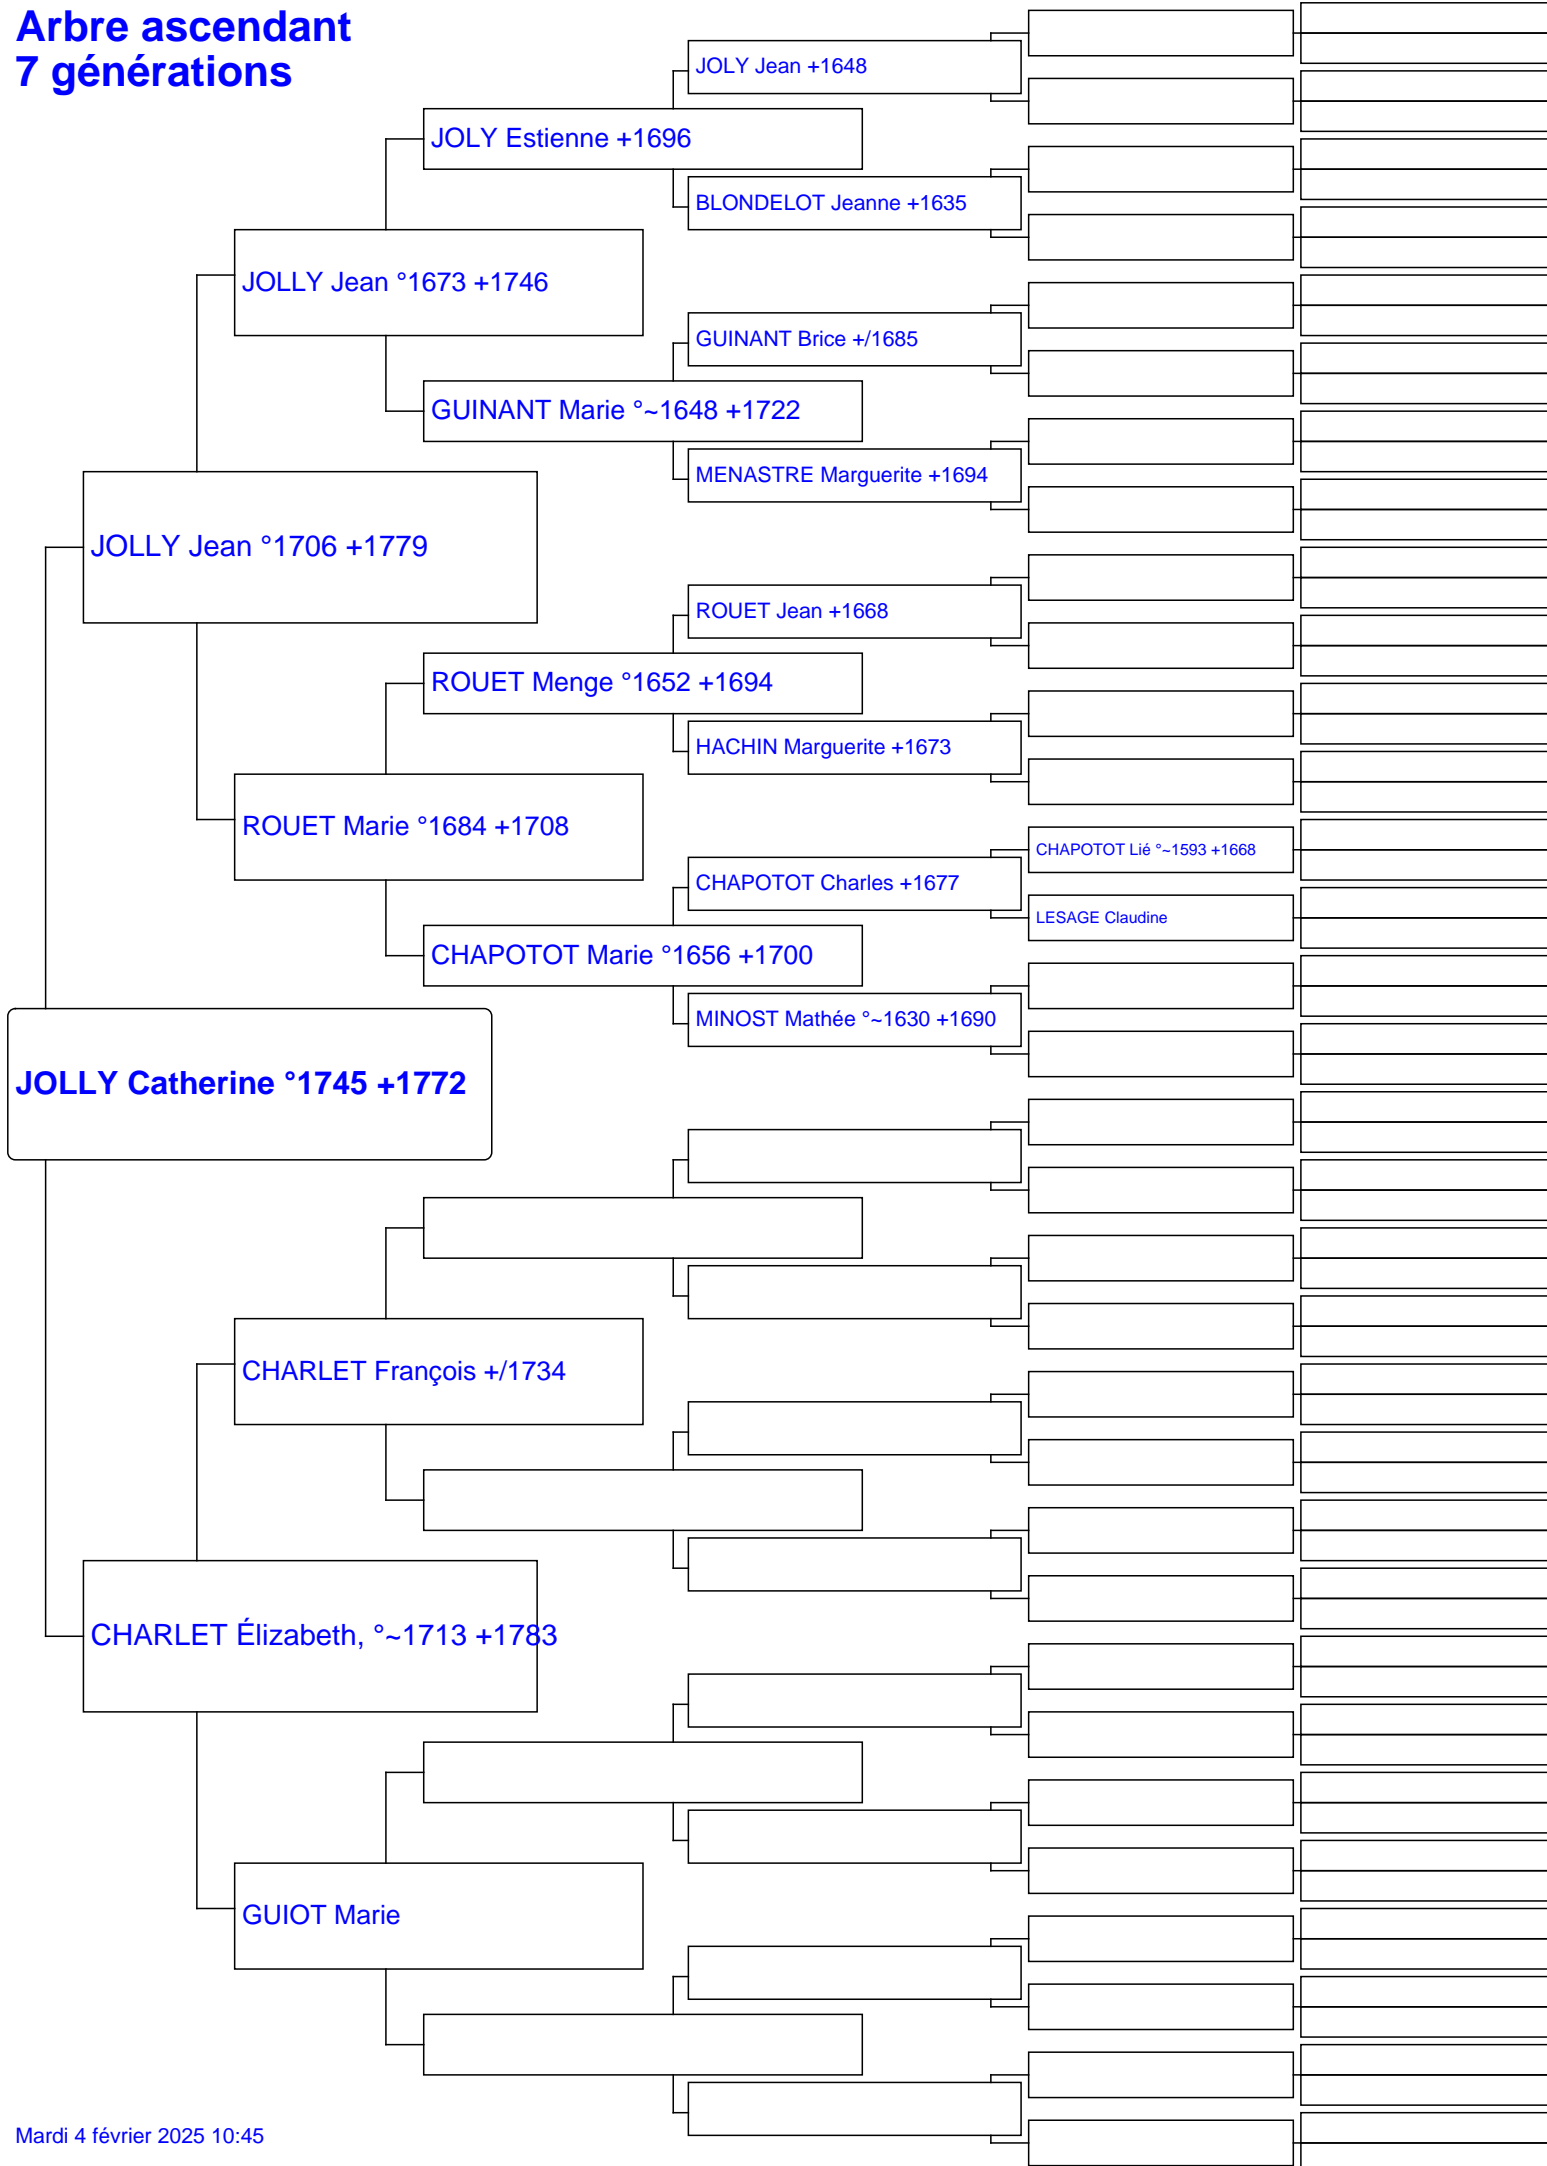 Arbre ascendant
7 générations
JOLY Jean +1648
JOLY Estienne +1696
BLONDELOT Jeanne +1635
JOLLY Jean °1673 +1746
GUINANT Brice +/1685
GUINANT Marie °~1648 +1722
MENASTRE Marguerite +1694
JOLLY Jean °1706 +1779
ROUET Jean +1668
ROUET Menge °1652 +1694
HACHIN Marguerite +1673
ROUET Marie °1684 +1708
CHAPOTOT Lié °~1593 +1668
CHAPOTOT Charles +1677
LESAGE Claudine
CHAPOTOT Marie °1656 +1700
MINOST Mathée °~1630 +1690
JOLLY Catherine °1745 +1772
CHARLET François +/1734
CHARLET Élizabeth, °~1713 +1783
GUIOT Marie
Mardi 4 février 2025 10:45